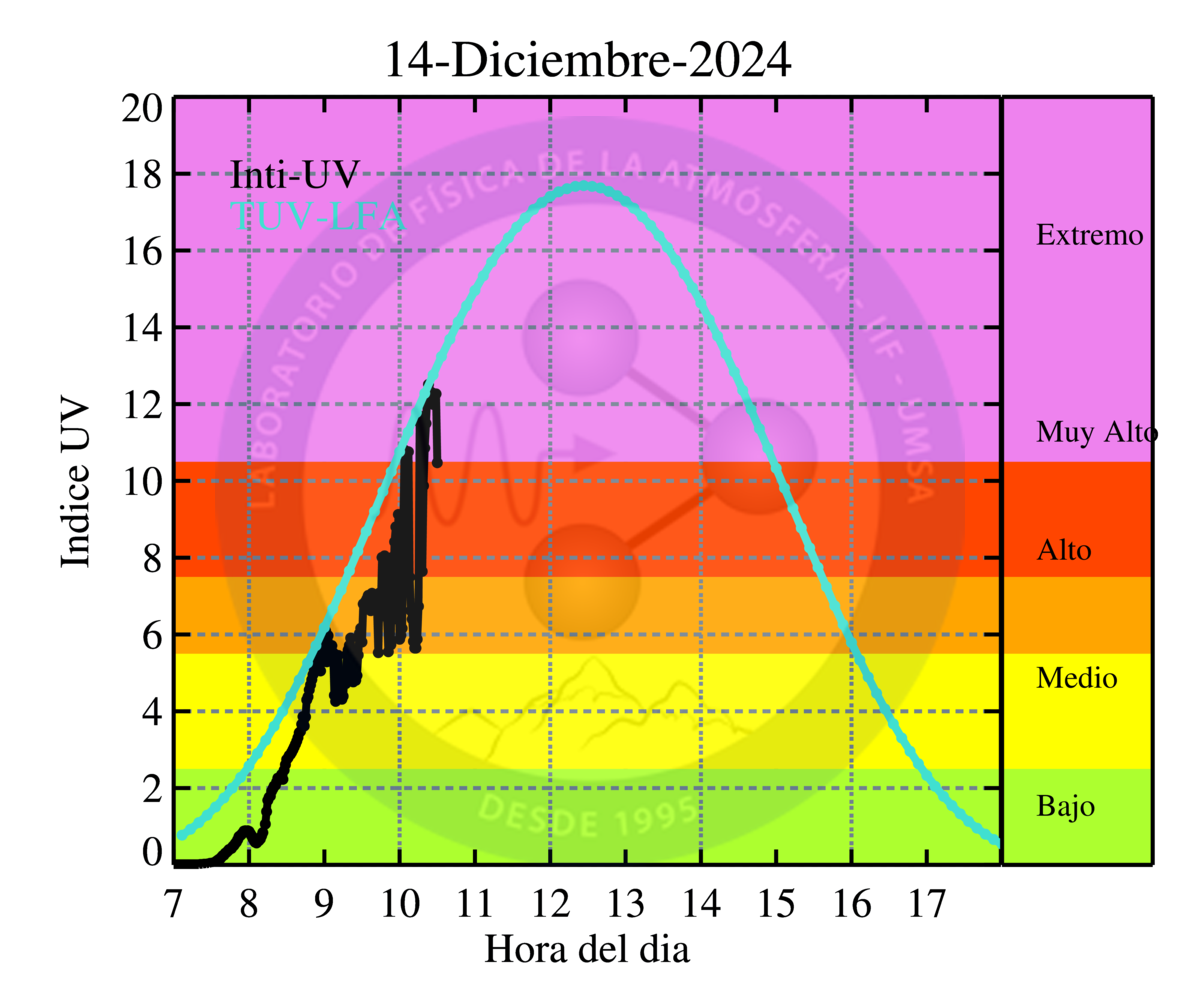 14-Diciembre-2024
20
18
16
14
12
10
8
6
4
2
0
Indice UV
Inti-UV
TUV-LFA
LABORATORIO DE FÍSICA DE LA ATMÓSFERA - IIF - UMSA
DESDE 1995
Extremo
Muy Alto
Alto
Medio
Bajo
7 8 9 10 11 12 13 14 15 16 17
Hora del dia